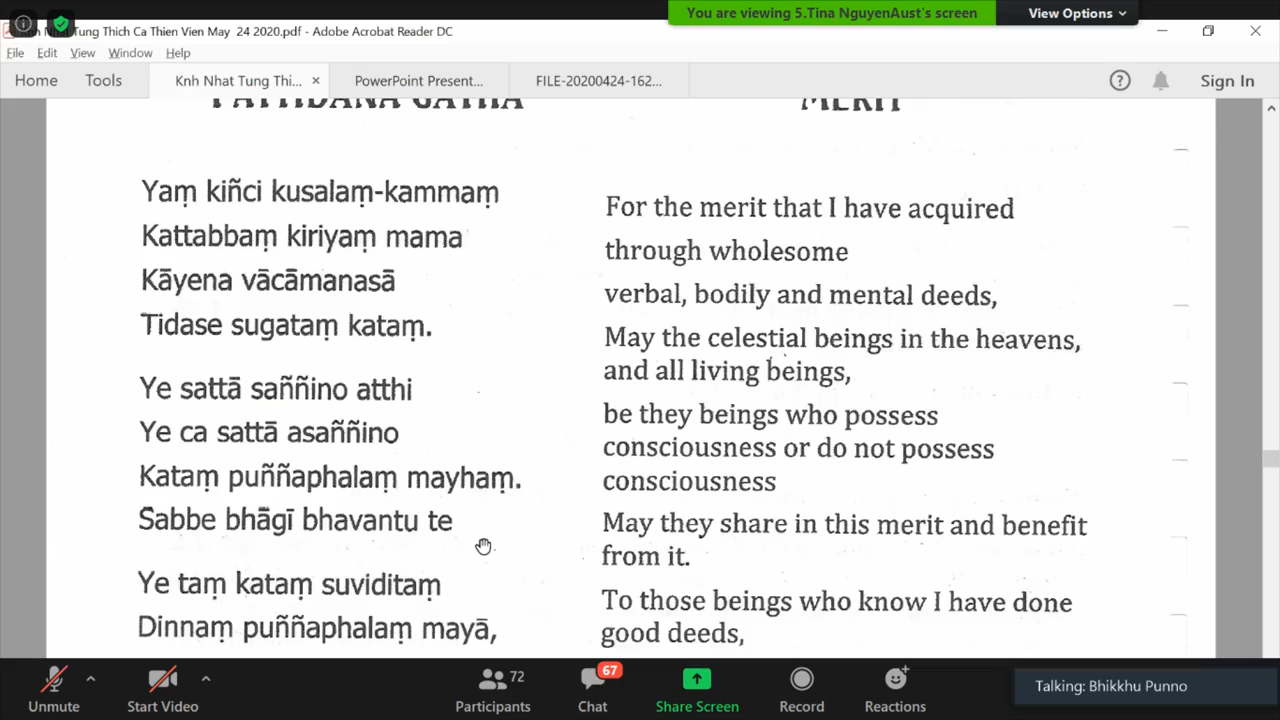 You are viewing 5.Tina NguyenAust's screen
View Options
Tung Thich Ca Thien Vien May 24 2020.pdf - Adobe Acrobat Reader DC
File Edit View Window Help
Home Tools Knh Nhat Tung Thi... × PowerPoint Present... FILE-20200424-162... Sign In
PATTIDĀNA GĀTHĀ
MERIT
Yaṃ kiñci kusalaṃ-kammaṃ
Kattabbaṃ kiriyaṃ mama
Kāyena vācāmanasā
Tidase sugataṃ kataṃ.
Ye sattā saññino atthi
Ye ca sattā asaññino
Kataṃ puññaphalaṃ mayhaṃ.
Sabbe bhāgī bhavantu te
Ye taṃ kataṃ suviditaṃ
Dinnaṃ puññaphalaṃ mayā,
For the merit that I have acquired
through wholesome
verbal, bodily and mental deeds,
May the celestial beings in the heavens,
and all living beings,
be they beings who possess
consciousness or do not possess
consciousness
May they share in this merit and benefit
from it.
To those beings who know I have done
good deeds,
Unmute
Start Video
Participants 72
Chat 67
Share Screen
Record
Reactions
Talking: Bhikkhu Punno